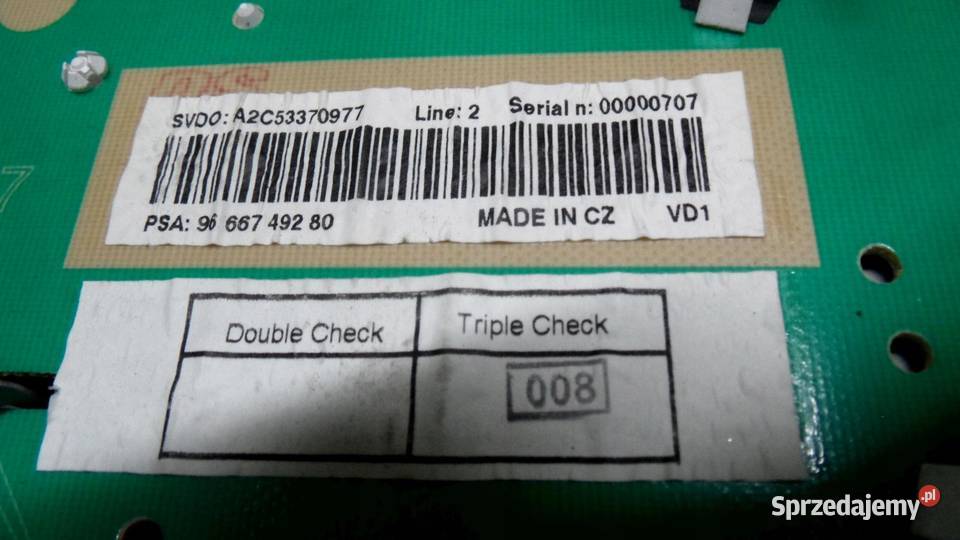 SVDO: A2C53370977 Line: 2 Serial n: 00000707
PSA: 96 667 492 80 MADE IN CZ VD1
Double Check Triple Check
008
7
Sprzedajemy.pl